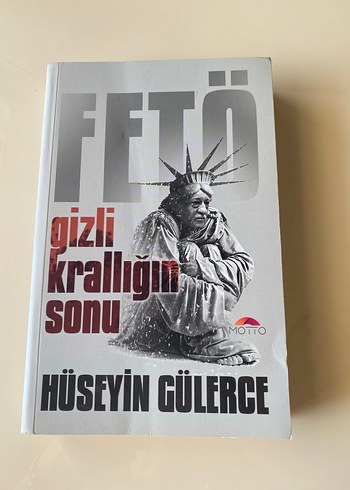 FETÖ
gizli
krallığın
sonu
MOTTO
HÜSEYİN GÜLERCE